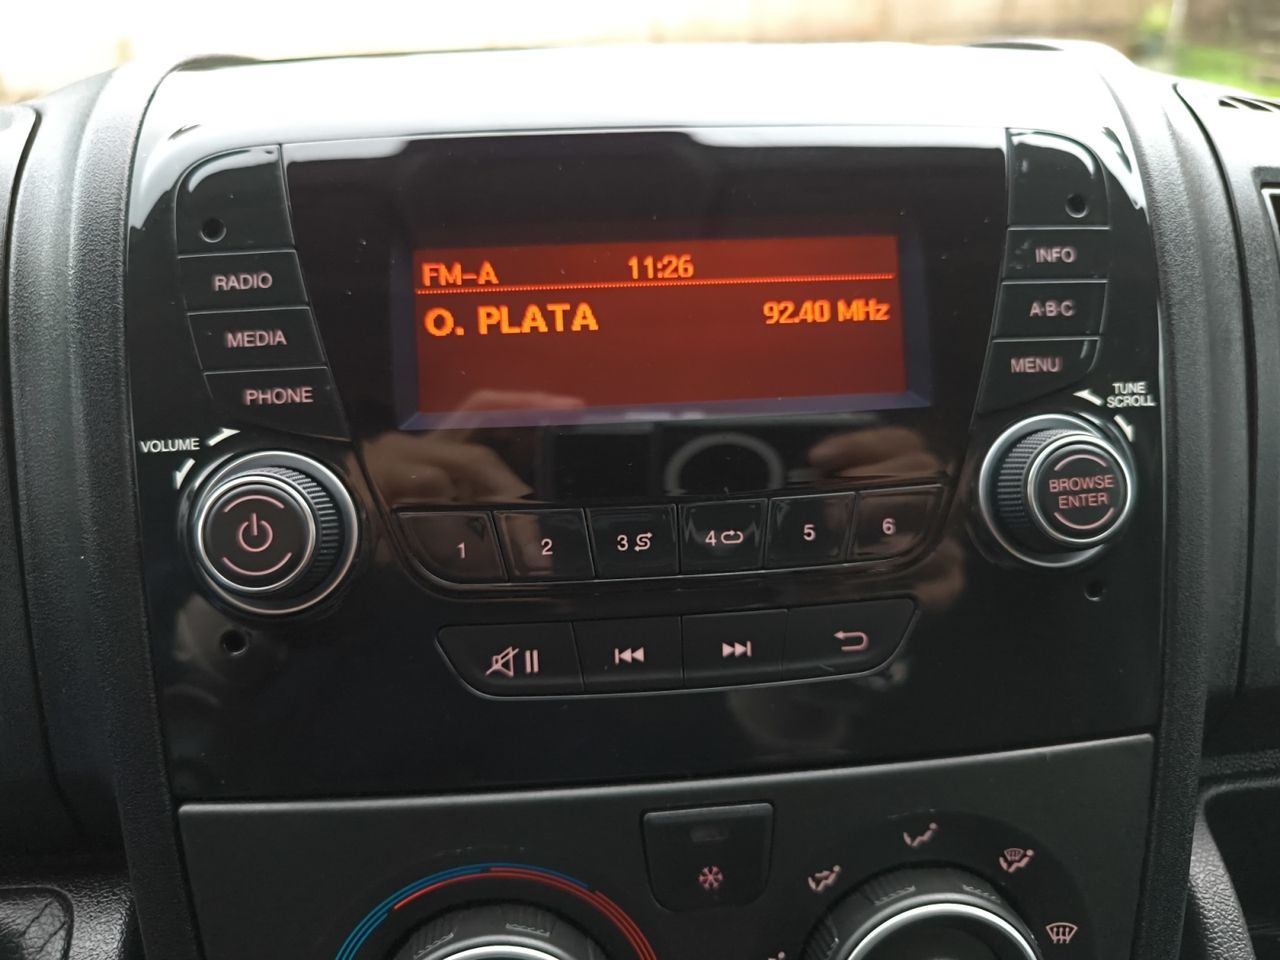 FM-A 11:26
O. PLATA 92.40 MHz
RADIO
MEDIA
PHONE
VOLUME
INFO
A·B·C
MENU
TUNE
SCROLL
BROWSE
ENTER
1 2 3 4 5 6